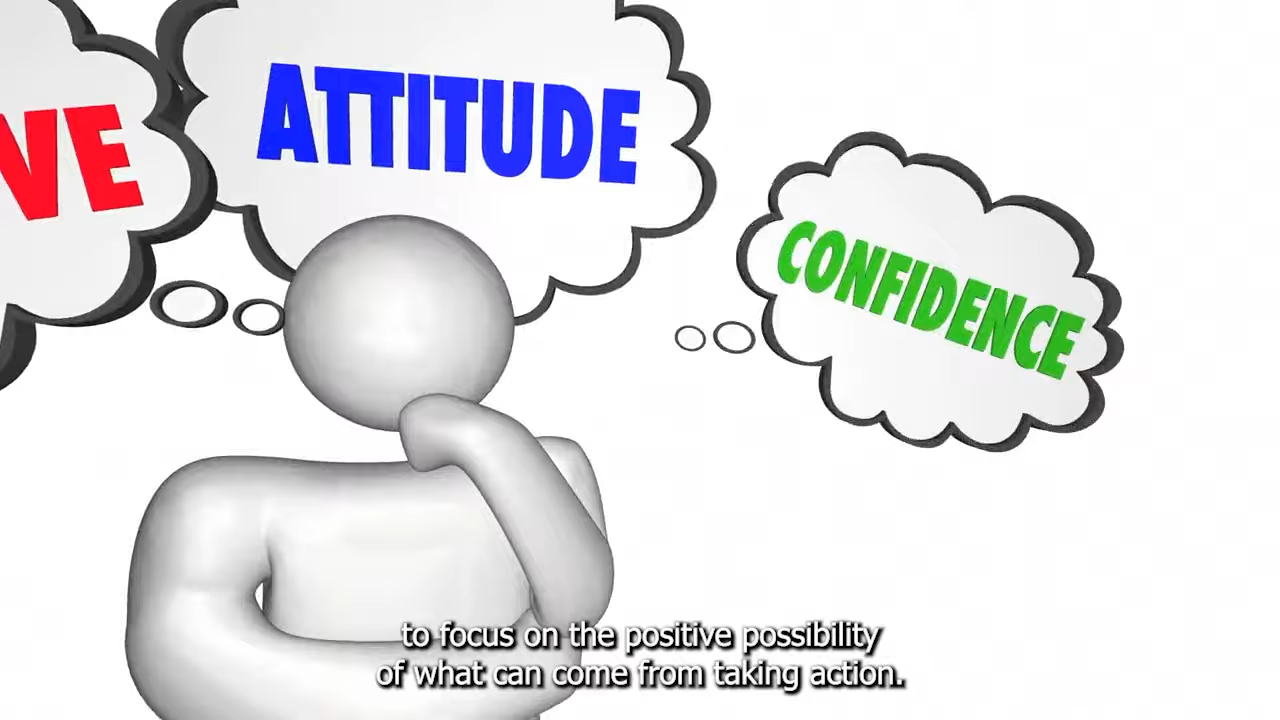 VE
ATTITUDE
CONFIDENCE
to focus on the positive possibility
of what can come from taking action.